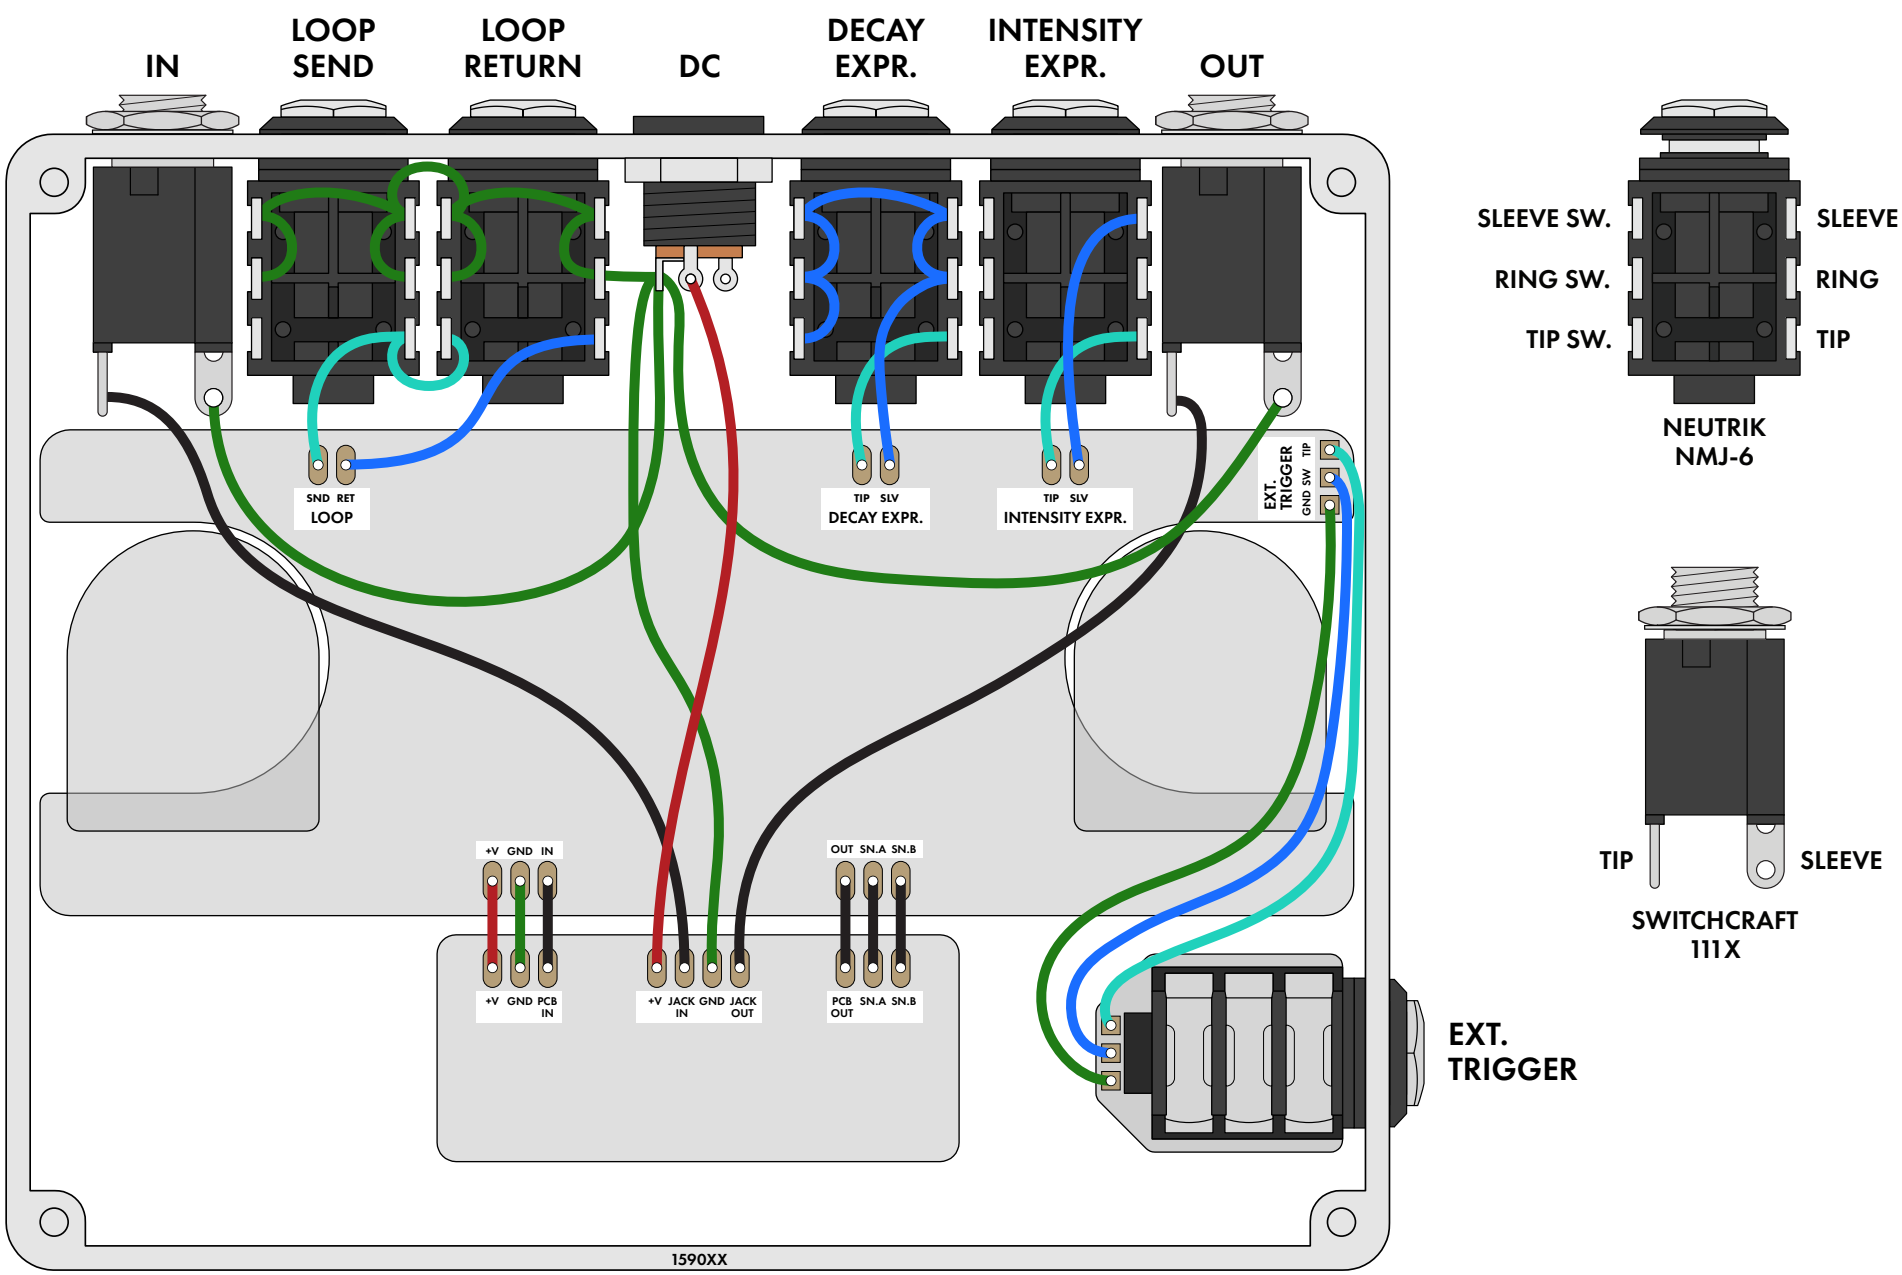 IN
LOOP
SEND
LOOP
RETURN
DC
DECAY
EXPR.
INTENSITY
EXPR.
OUT
SLEEVE SW.
SLEEVE
RING SW.
RING
TIP SW.
TIP
NEUTRIK
NMJ-6
SND RET
LOOP
TIP SLV
DECAY EXPR.
TIP SLV
INTENSITY EXPR.
EXT.
TRIGGER
GND SW TIP
TIP
SLEEVE
SWITCHCRAFT
111X
+V GND IN
+V GND PCB
IN
+V JACK GND JACK
IN OUT
OUT SN.A SN.B
PCB SN.A SN.B
OUT
EXT.
TRIGGER
1590XX